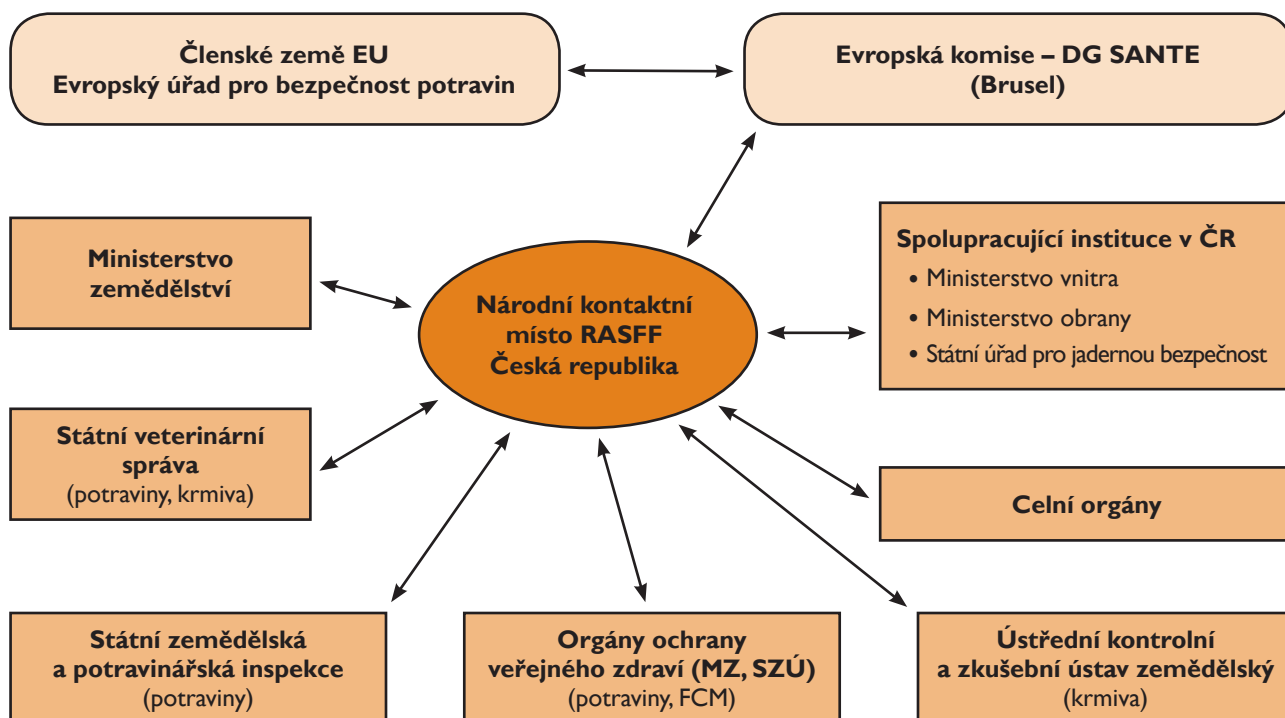 Členské země EU
Evropský úřad pro bezpečnost potravin
Evropská komise – DG SANTE
(Brusel)
Ministerstvo
zemědělství
Národní kontaktní
místo RASFF
Česká republika
Spolupracující instituce v ČR
• Ministerstvo vnitra
• Ministerstvo obrany
• Státní úřad pro jadernou bezpečnost
Státní veterinární
správa
(potraviny, krmiva)
Celní orgány
Státní zemědělská
a potravinářská inspekce
(potraviny)
Orgány ochrany
veřejného zdraví (MZ, SZÚ)
(potraviny, FCM)
Ústřední kontrolní
a zkušební ústav zemědělský
(krmiva)